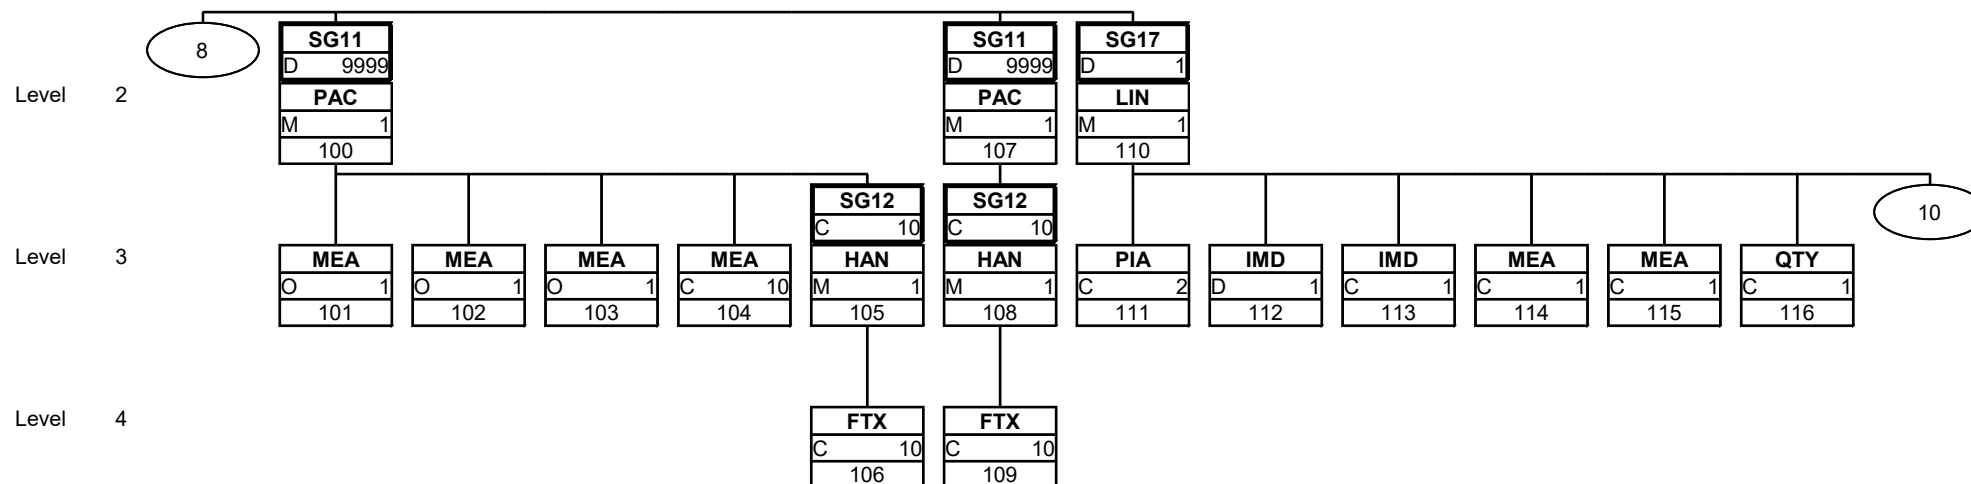 8
SG11 SG11 SG17
D 9999 D 9999 D 1
Level 2 PAC PAC LIN
M 1 M 1 M 1
100 107 110
SG12 SG12
C 10 C 10 10
Level 3 MEA MEA MEA MEA HAN HAN PIA IMD IMD MEA MEA QTY
O 1 O 1 O 1 C 10 M 1 M 1 C 2 D 1 C 1 C 1 C 1 C 1
101 102 103 104 105 108 111 112 113 114 115 116
Level 4 FTX FTX
C 10 C 10
106 109